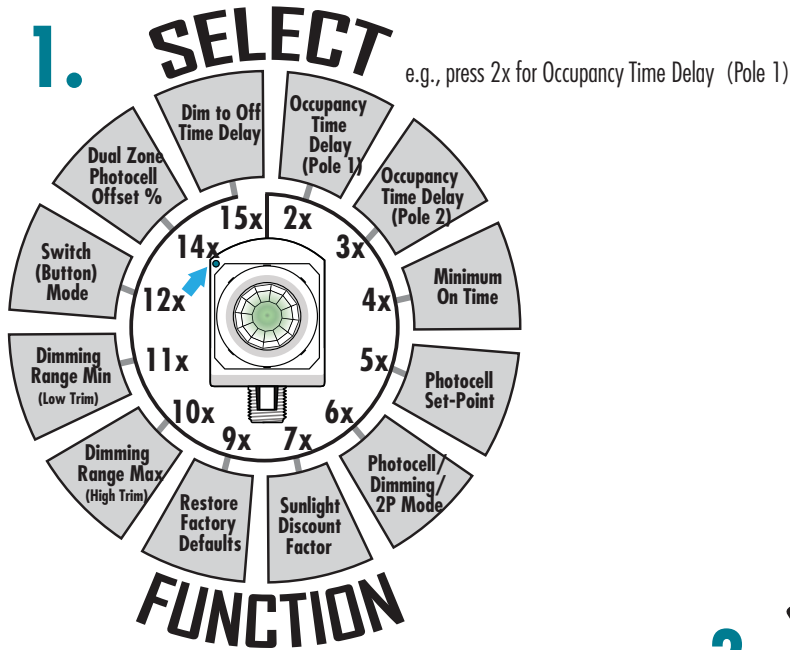 1.
SELECT
e.g., press 2x for Occupancy Time Delay (Pole 1)
Occupancy
Time
Delay
(Pole 1)
Occupancy
Time Delay
(Pole 2)
Minimum
On Time
Photocell
Set-Point
Photocell/
Dimming/
2P Mode
Sunlight
Discount
Factor
Restore
Factory
Defaults
Dimming
Range Max
(High Trim)
Dimming
Range Min
(Low Trim)
Switch
(Button)
Mode
Dual Zone
Photocell
Offset %
Dim to Off
Time Delay
2x
3x
4x
5x
6x
7x
9x
10x
11x
12x
14x
15x
FUNCTION